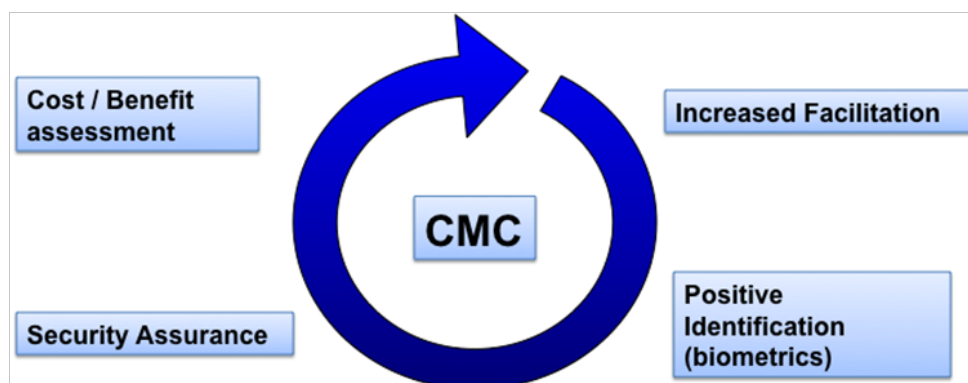 Cost / Benefit
assessment
Increased Facilitation
CMC
Security Assurance
Positive
Identification
(biometrics)